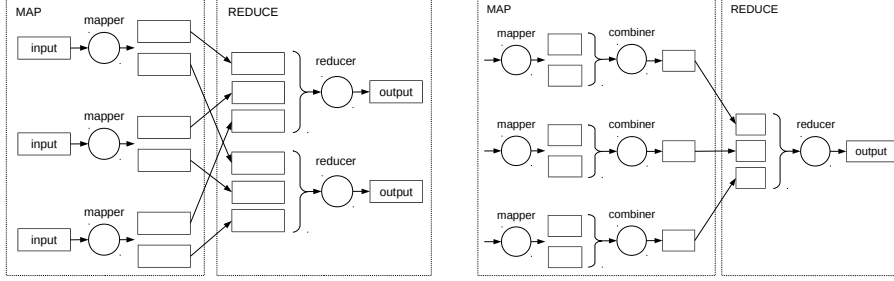 MAP
REDUCE
mapper
input
reducer
output
mapper
input
reducer
output
mapper
input
MAP
REDUCE
mapper
combiner
mapper
combiner
reducer
output
mapper
combiner